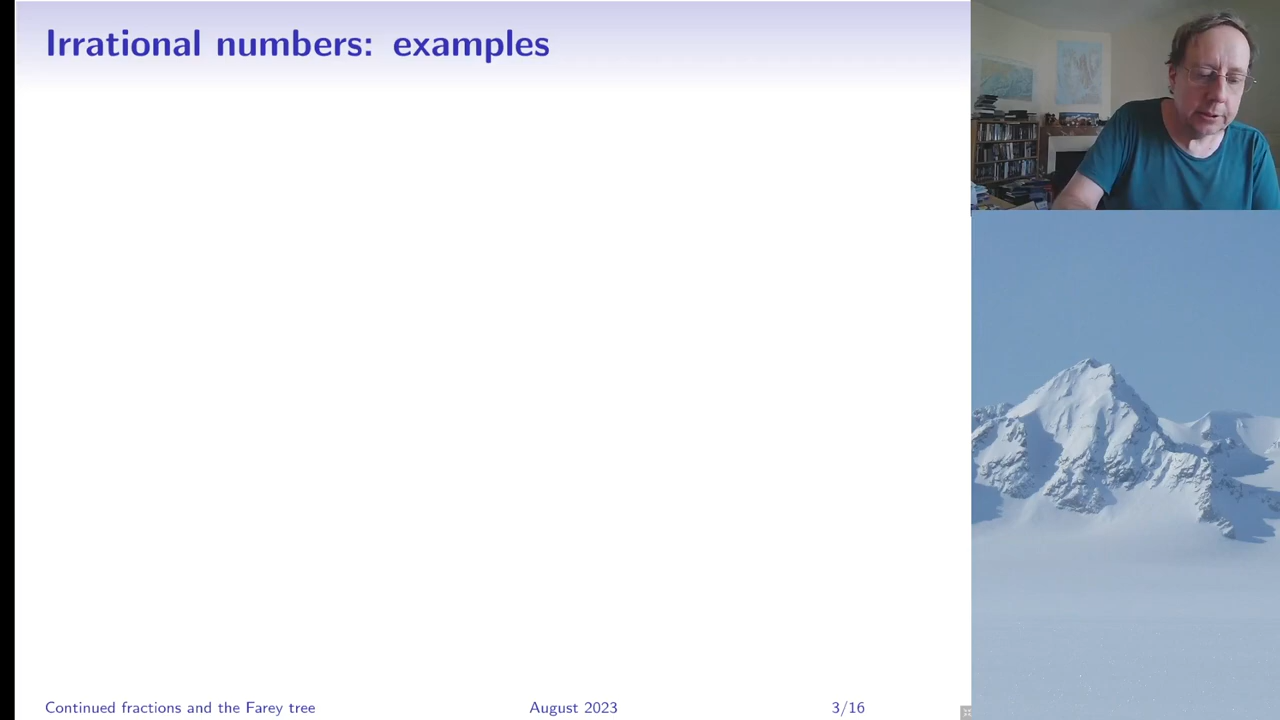 Irrational numbers: examples
Continued fractions and the Farey tree
August 2023
3/16